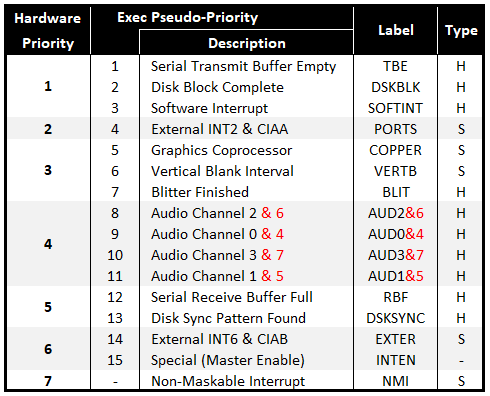 Hardware Priority Exec Pseudo-Priority Description Label Type
1 1 Serial Transmit Buffer Empty TBE H
2 Disk Block Complete DSKBLK H
3 Software Interrupt SOFTINT H
2 4 External INT2 & CIAA PORTS S
3 5 Graphics Coprocessor COPPER S
6 Vertical Blank Interval VERTB S
7 Blitter Finished BLIT H
4 8 Audio Channel 2 & 6 AUD2&6 H
9 Audio Channel 0 & 4 AUD0&4 H
10 Audio Channel 3 & 7 AUD3&7 H
11 Audio Channel 1 & 5 AUD1&5 H
5 12 Serial Receive Buffer Full RBF H
13 Disk Sync Pattern Found DSKSYNC H
6 14 External INT6 & CIAB EXTER S
15 Special (Master Enable) INTEN -
7 - Non-Maskable Interrupt NMI S